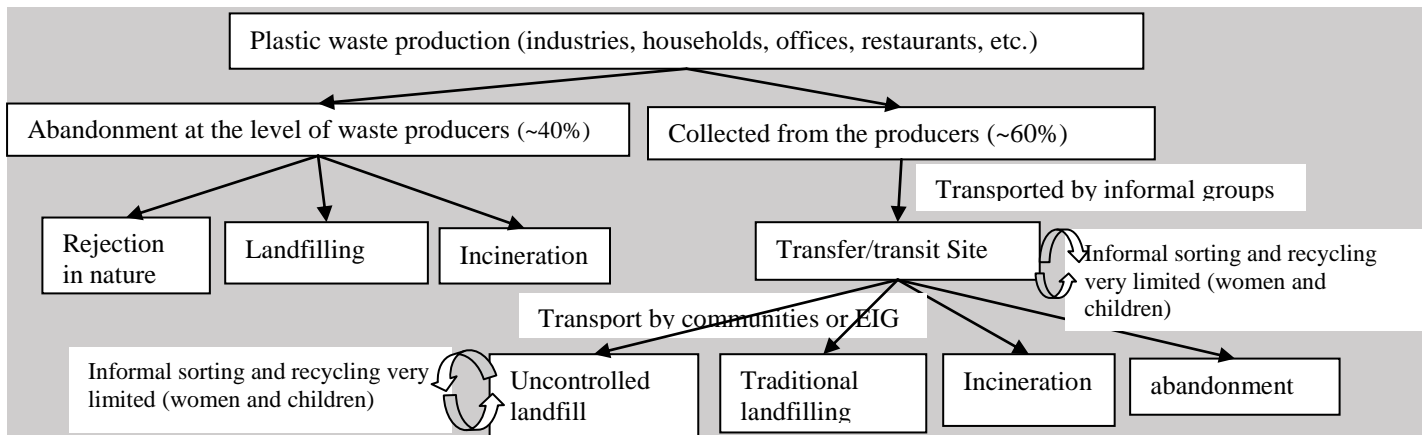 Plastic waste production (industries, households, offices, restaurants, etc.)
Abandonment at the level of waste producers (~40%)
Collected from the producers (~60%)
Transported by informal groups
Rejection
in nature
Landfilling
Incineration
Transfer/transit Site
Informal sorting and recycling
very limited (women and
children)
Transport by communities or EIG
Informal sorting and recycling very
limited (women and children)
Uncontrolled
landfill
Traditional
landfilling
Incineration
abandonment